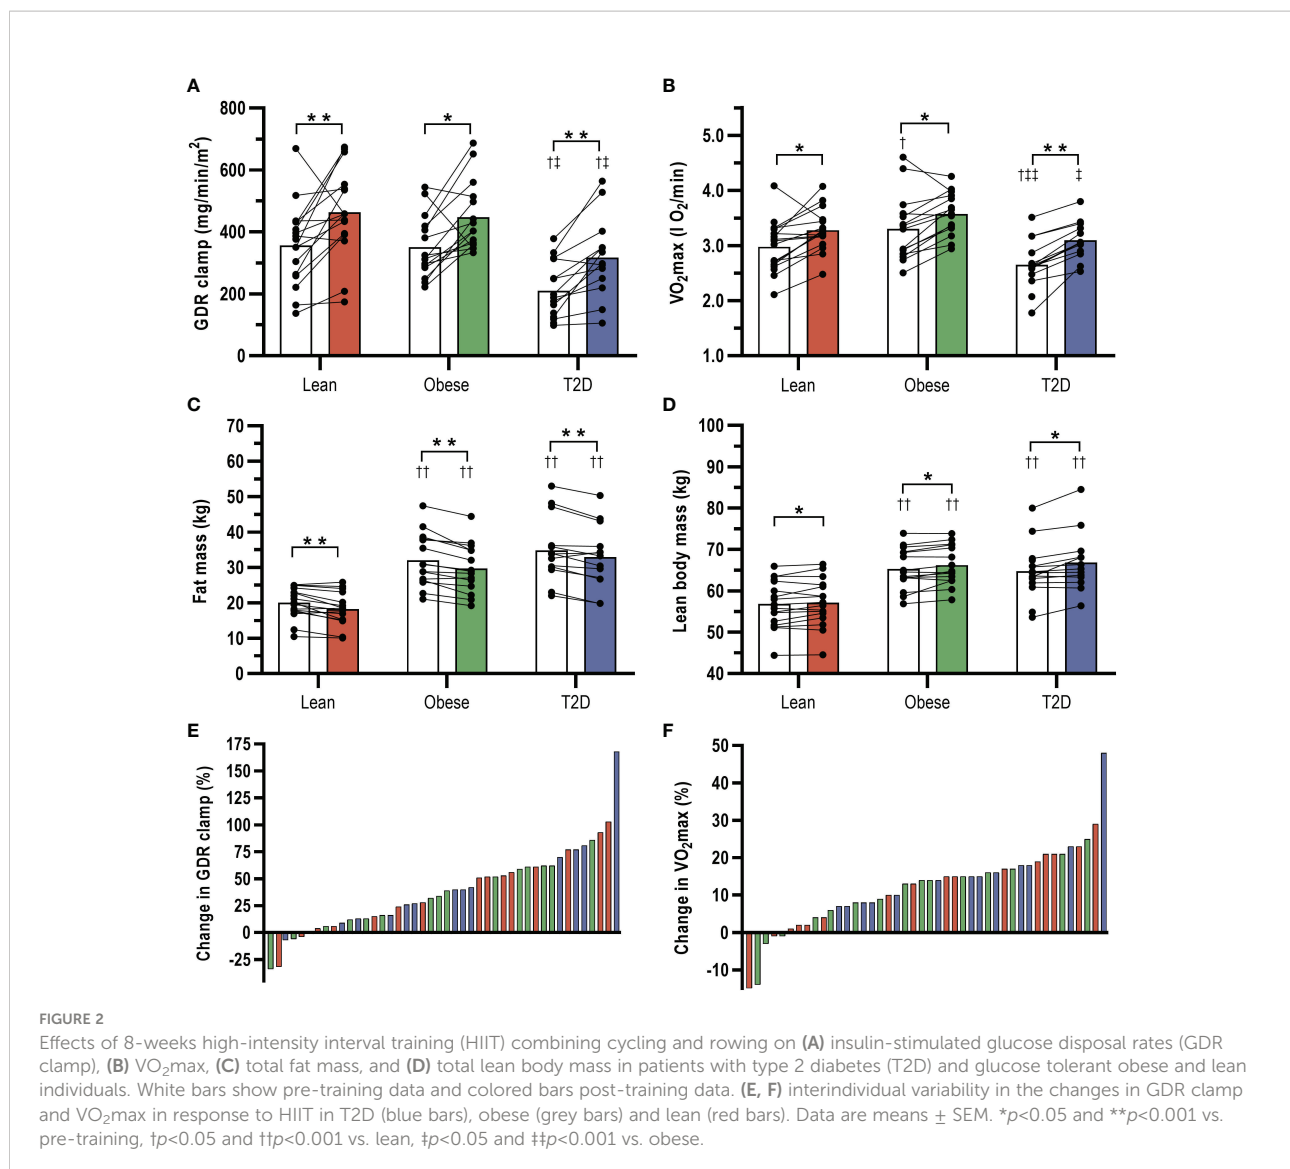 A
GDR clamp (mg/min/m²)
800
600
400
200
0
**
*
**
†‡
†‡
Lean
Obese
T2D
B
VO₂max (l O₂/min)
5.0
4.0
3.0
2.0
1.0
*
*
†
**
†‡‡
‡
Lean
Obese
T2D
C
Fat mass (kg)
70
60
50
40
30
20
10
0
**
**
††
††
**
††
††
Lean
Obese
T2D
D
Lean body mass (kg)
100
90
80
70
60
50
40
*
*
††
††
*
††
††
Lean
Obese
T2D
E
Change in GDR clamp (%)
175
150
125
100
75
50
25
0
-25
F
Change in VO₂max (%)
50
40
30
20
10
0
-10
FIGURE 2
Effects of 8-weeks high-intensity interval training (HIIT) combining cycling and rowing on (A) insulin-stimulated glucose disposal rates (GDR
clamp), (B) VO₂max, (C) total fat mass, and (D) total lean body mass in patients with type 2 diabetes (T2D) and glucose tolerant obese and lean
individuals. White bars show pre-training data and colored bars post-training data. (E, F) interindividual variability in the changes in GDR clamp
and VO₂max in response to HIIT in T2D (blue bars), obese (grey bars) and lean (red bars). Data are means ± SEM. *p<0.05 and **p<0.001 vs.
pre-training, †p<0.05 and ††p<0.001 vs. lean, ‡p<0.05 and ‡‡p<0.001 vs. obese.